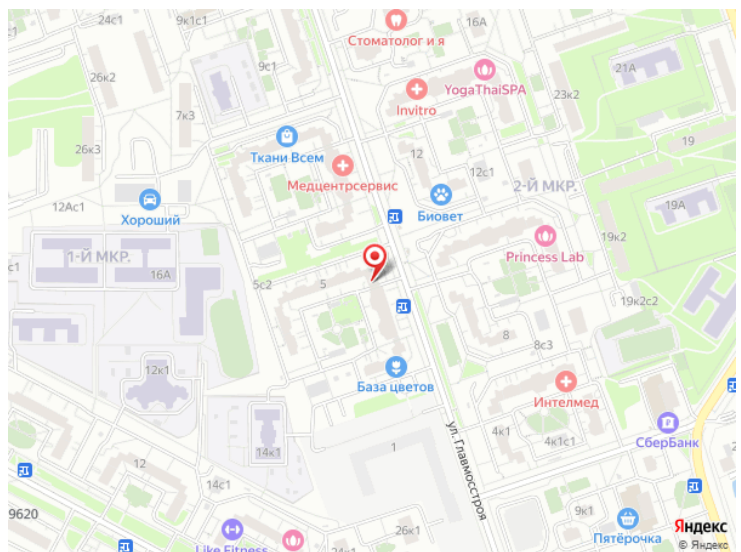 24с1
9к1с1
16А
Стоматолог и я
26к2
9с1
YogaThaiSPA
21А
23к2
7к3
Invitro
19
26к3
Ткани Всем
12
Медцентрсервис
12с1
2-Й МКР.
12Ас1
Хороший
Биовет
19А
19к2
1-Й МКР.
Princess Lab
16А
5с2
5
19к2с2
8
8с3
12к1
База цветов
Интелмед
ул. Главмосстроя
4к1
4к1с1
СберБанк
1
14к1
12
9620
9к1
26к1
Пятёрочка
Like Fitness
Яндекс
© Яндекс